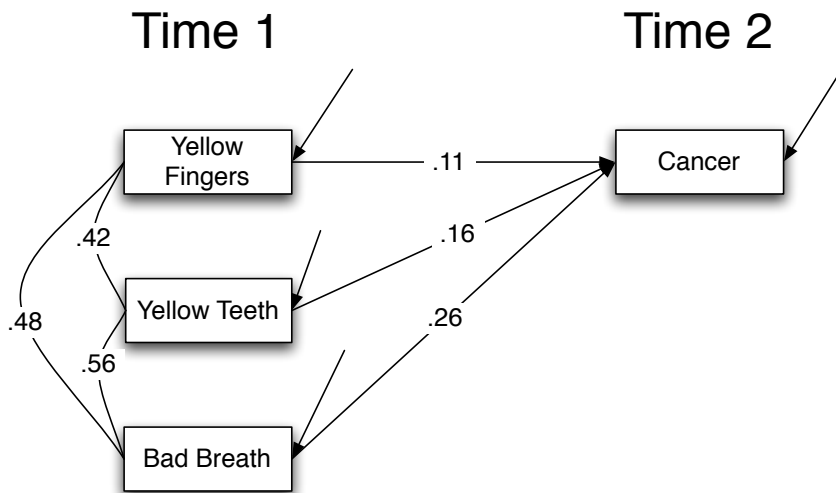 Time 1
Time 2
Yellow
Fingers
.11
Cancer
.42
.16
Yellow Teeth
.48
.26
.56
Bad Breath